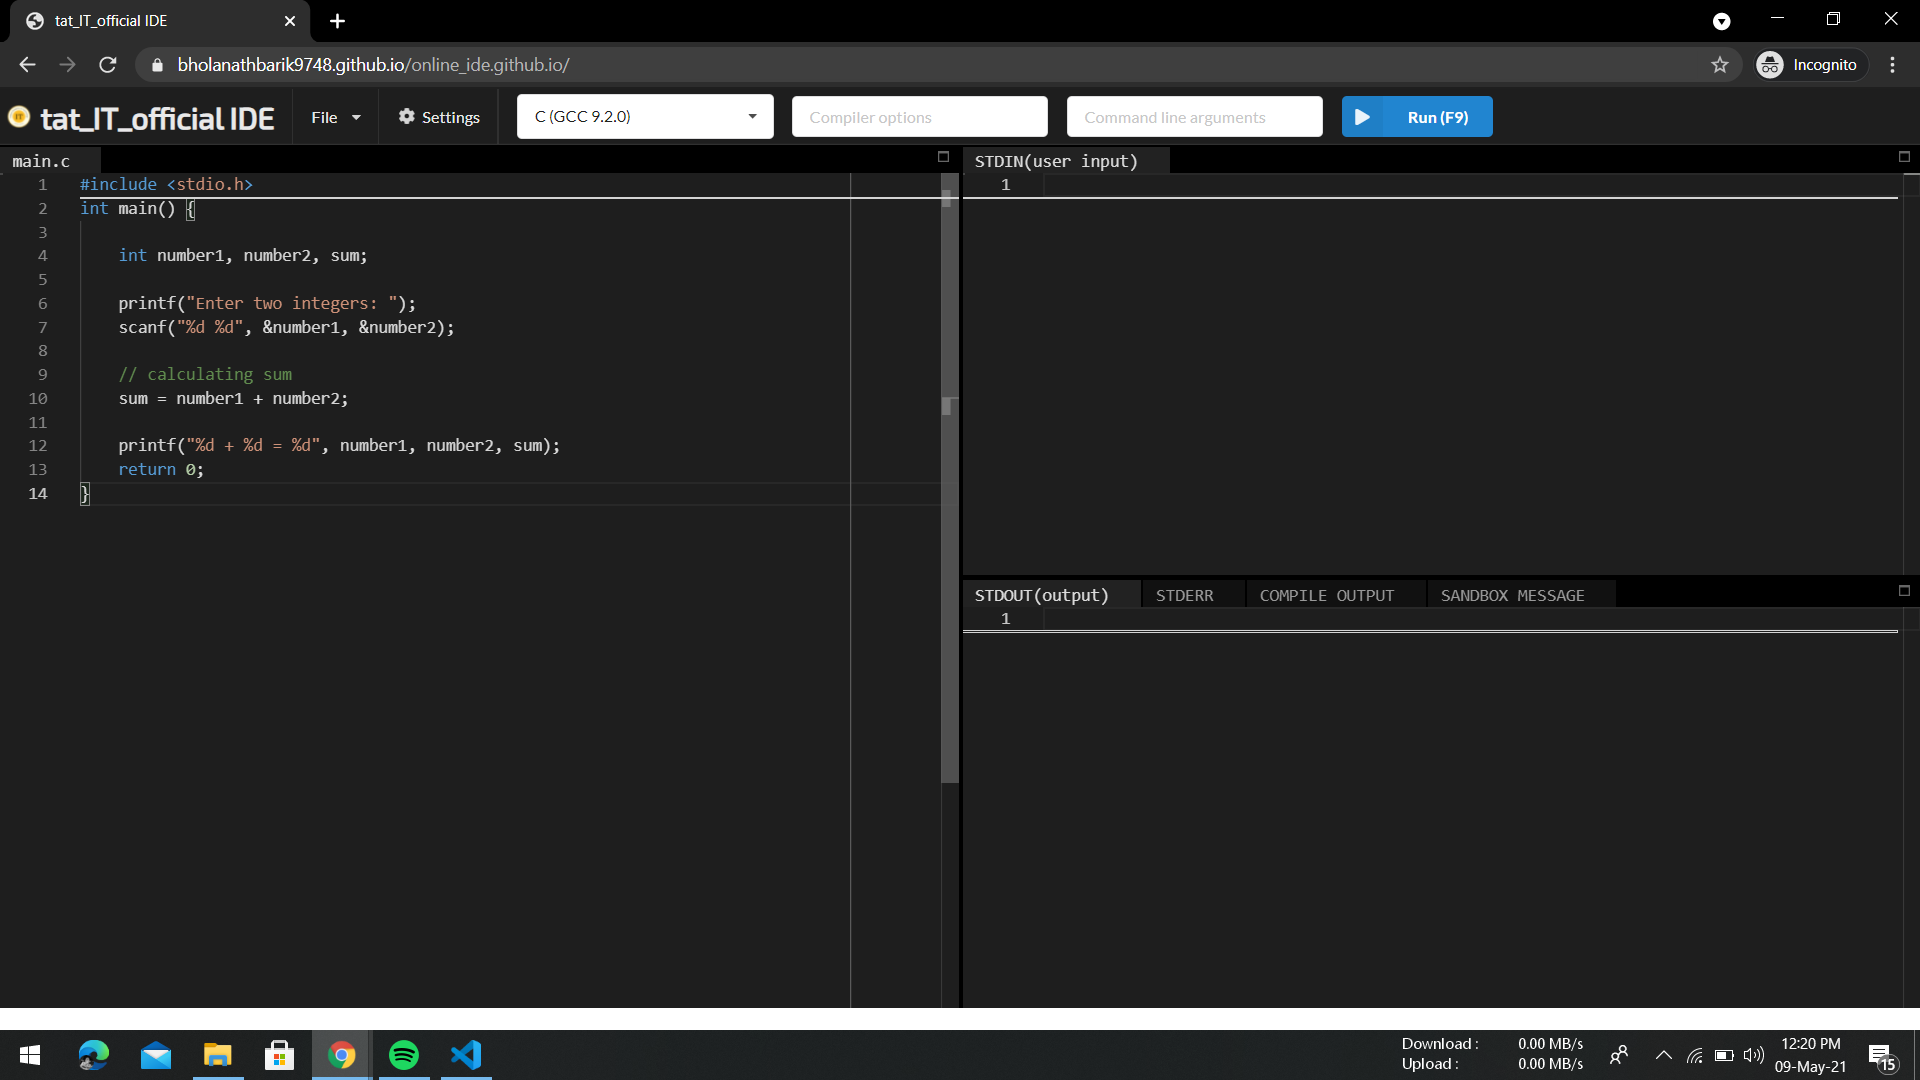 tat_IT_official IDE
bholanathbarik9748.github.io/online_ide.github.io/
Incognito
tat_IT_official IDE
File
Settings
C (GCC 9.2.0)
Compiler options
Command line arguments
Run (F9)
main.c
1 #include <stdio.h>
2 int main() {
3
4 int number1, number2, sum;
5
6 printf("Enter two integers: ");
7 scanf("%d %d", &number1, &number2);
8
9 // calculating sum
10 sum = number1 + number2;
11
12 printf("%d + %d = %d", number1, number2, sum);
13 return 0;
14 }
STDIN(user input)
1
STDOUT(output) STDERR COMPILE OUTPUT SANDBOX MESSAGE
1
Download : 0.00 MB/s
Upload : 0.00 MB/s
12:20 PM
09-May-21
15